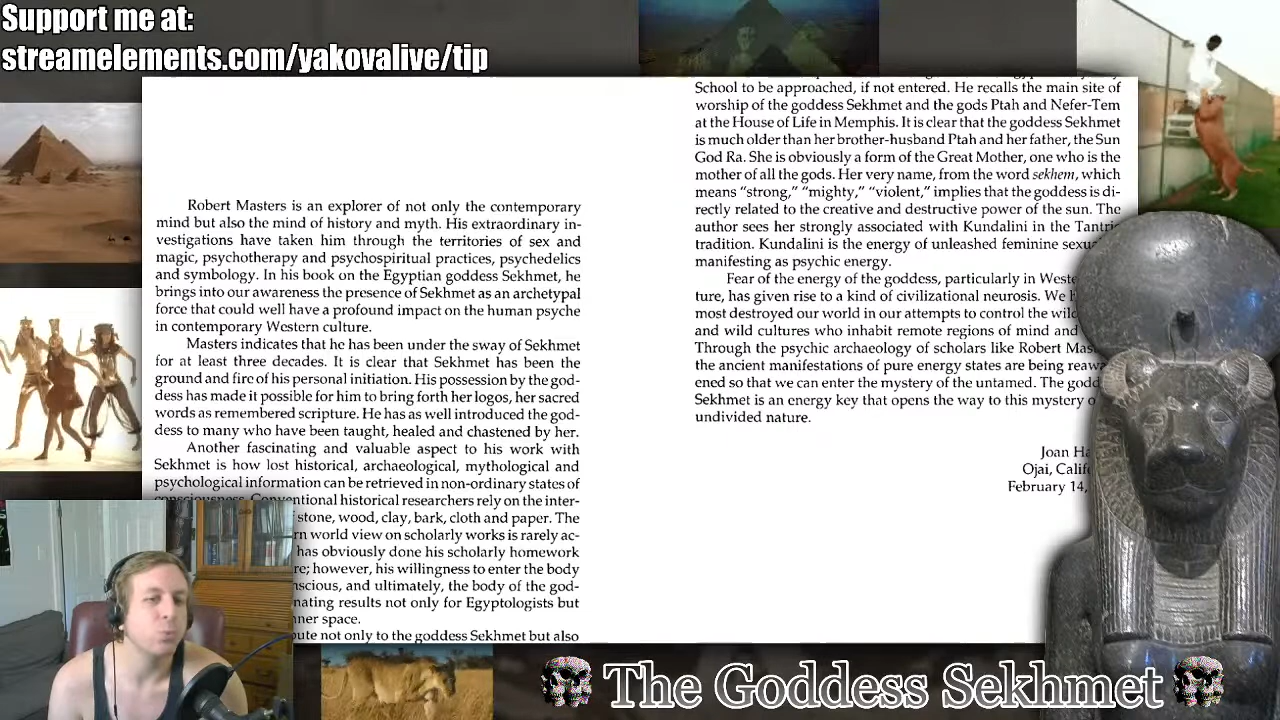 Support me at:
streamelements.com/yakovalive/tip
Robert Masters is an explorer of not only the contemporary
mind but also the mind of history and myth. His extraordinary in-
vestigations have taken him through the territories of sex and
magic, psychotherapy and psychospiritual practices, psychedelics
and symbology. In his book on the Egyptian goddess Sekhmet, he
brings into our awareness the presence of Sekhmet as an archetypal
force that could well have a profound impact on the human psyche
in contemporary Western culture.
Masters indicates that he has been under the sway of Sekhmet
for at least three decades. It is clear that Sekhmet has been the
ground and fire of his personal initiation. His possession by the god-
dess has made it possible for him to bring forth her logos, her sacred
words as remembered scripture. He has as well introduced the god-
dess to many who have been taught, healed and chastened by her.
Another fascinating and valuable aspect to his work with
Sekhmet is how lost historical, archaeological, mythological and
psychological information can be retrieved in non-ordinary states of
consciousness. Conventional historical researchers rely on the inter-
stone, wood, clay, bark, cloth and paper. The
world view on scholarly works is rarely ac-
has obviously done his scholarly homework
however, his willingness to enter the body
and ultimately, the body of the god-
results not only for Egyptologists but
space.
not only to the goddess Sekhmet but also
School to be approached, if not entered. He recalls the main site of
worship of the goddess Sekhmet and the gods Ptah and Nefer-Tem
at the House of Life in Memphis. It is clear that the goddess Sekhmet
is much older than her brother-husband Ptah and her father, the Sun
God Ra. She is obviously a form of the Great Mother, one who is the
mother of all the gods. Her very name, from the word sekhem, which
means “strong,” “mighty,” “violent,” implies that the goddess is di-
rectly related to the creative and destructive power of the sun. The
author sees her strongly associated with Kundalini in the Tantric
tradition. Kundalini is the energy of unleashed feminine
manifesting as psychic energy.
Fear of the energy of the goddess, particularly in
ture, has given rise to a kind of civilizational neurosis. We
most destroyed our world in our attempts to control the
and wild cultures who inhabit remote regions of mind and
Through the psychic archaeology of scholars like Robert
the ancient manifestations of pure energy states are being
ened so that we can enter the mystery of the untamed. The
Sekhmet is an energy key that opens the way to this mystery
undivided nature.
Joan
Ojai,
February 14,
The Goddess Sekhmet